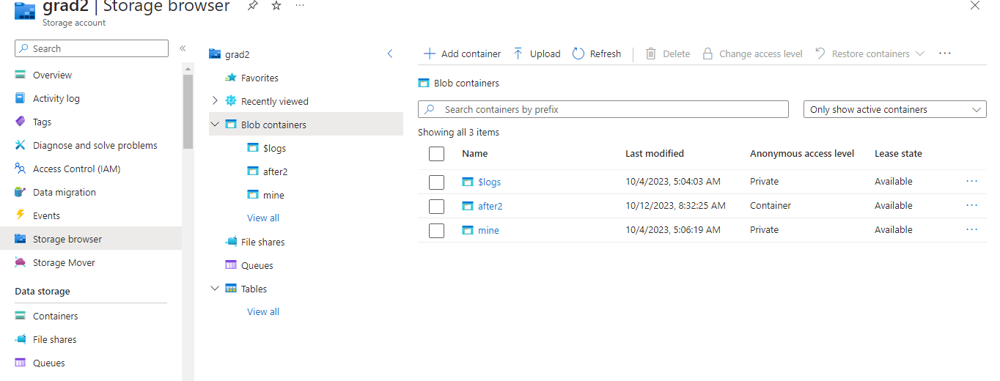 grad2 | Storage browser
Storage account
Search
Overview
Activity log
Tags
Diagnose and solve problems
Access Control (IAM)
Data migration
Events
Storage browser
Storage Mover
Data storage
Containers
File shares
Queues
grad2
Favorites
Recently viewed
Blob containers
$logs
after2
mine
View all
File shares
Queues
Tables
View all
Add container Upload Refresh Delete Change access level Restore containers
Blob containers
Search containers by prefix Only show active containers
Showing all 3 items
Name Last modified Anonymous access level Lease state
$logs 10/4/2023, 5:04:03 AM Private Available
after2 10/12/2023, 8:32:25 AM Container Available
mine 10/4/2023, 5:06:19 AM Private Available